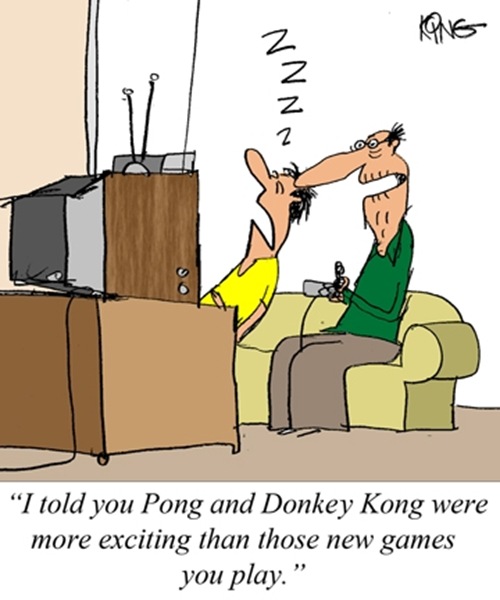 KING
Z
Z
Z
Z
“I told you Pong and Donkey Kong were
more exciting than those new games
you play.”